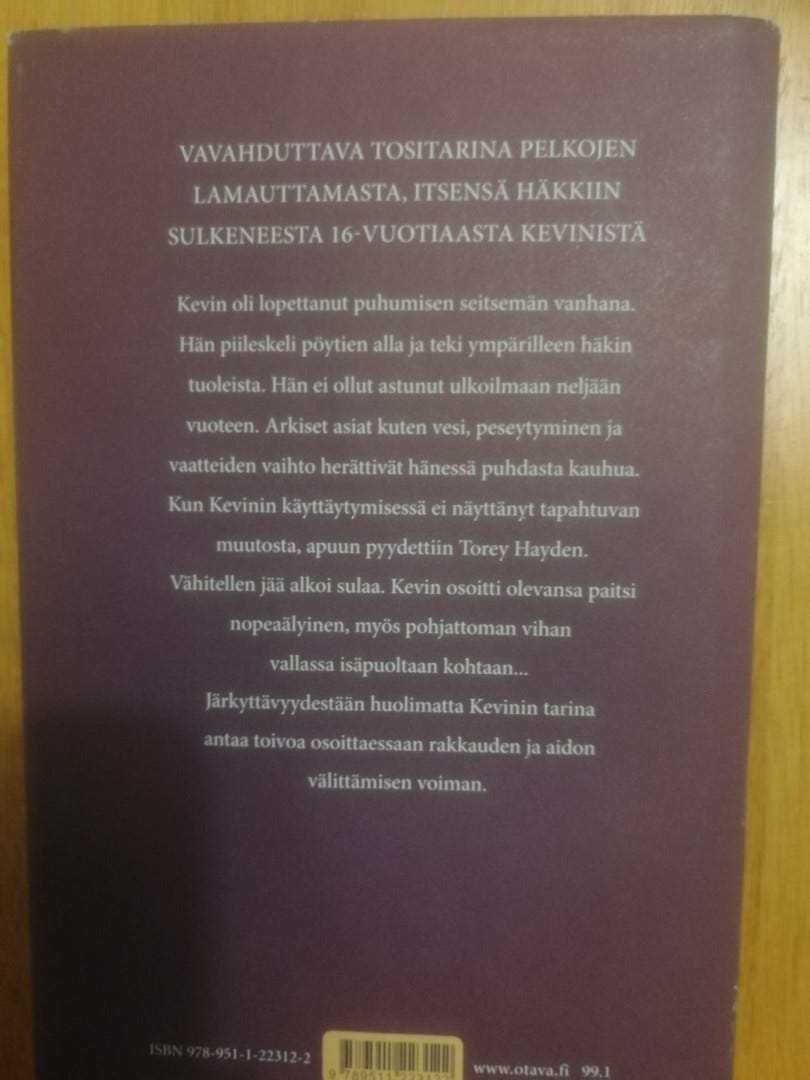 VAVAHDUTTAVA TOSITARINA PELKOJEN
LAMAUTTAMASTA, ITSENSÄ HÄKKIIN
SULKENEESTA 16-VUOTIAASTA KEVINISTÄ
Kevin oli lopettanut puhumisen seitsemän vanhana.
Hän piileskeli pöytien alla ja teki ympärilleen häkin
tuoleista. Hän ei ollut astunut ulkoilmaan neljään
vuoteen. Arkiset asiat kuten vesi, peseytyminen ja
vaatteiden vaihto herättivät hänessä puhdasta kauhua.
Kun Kevinin käyttäytymisessä ei näyttänyt tapahtuvan
muutosta, apuun pyydettiin Torey Hayden.
Vähitellen jää alkoi sulaa. Kevin osoitti olevansa paitsi
nopeaälyinen, myös pohjattoman vihan
vallassa isäpuoltaan kohtaan...
Järkyttävyydestään huolimatta Kevinin tarina
antaa toivoa osoittaessaan rakkauden ja aidon
välittämisen voiman.
ISBN 978-951-1-22312-2
www.otava.fi 99.1